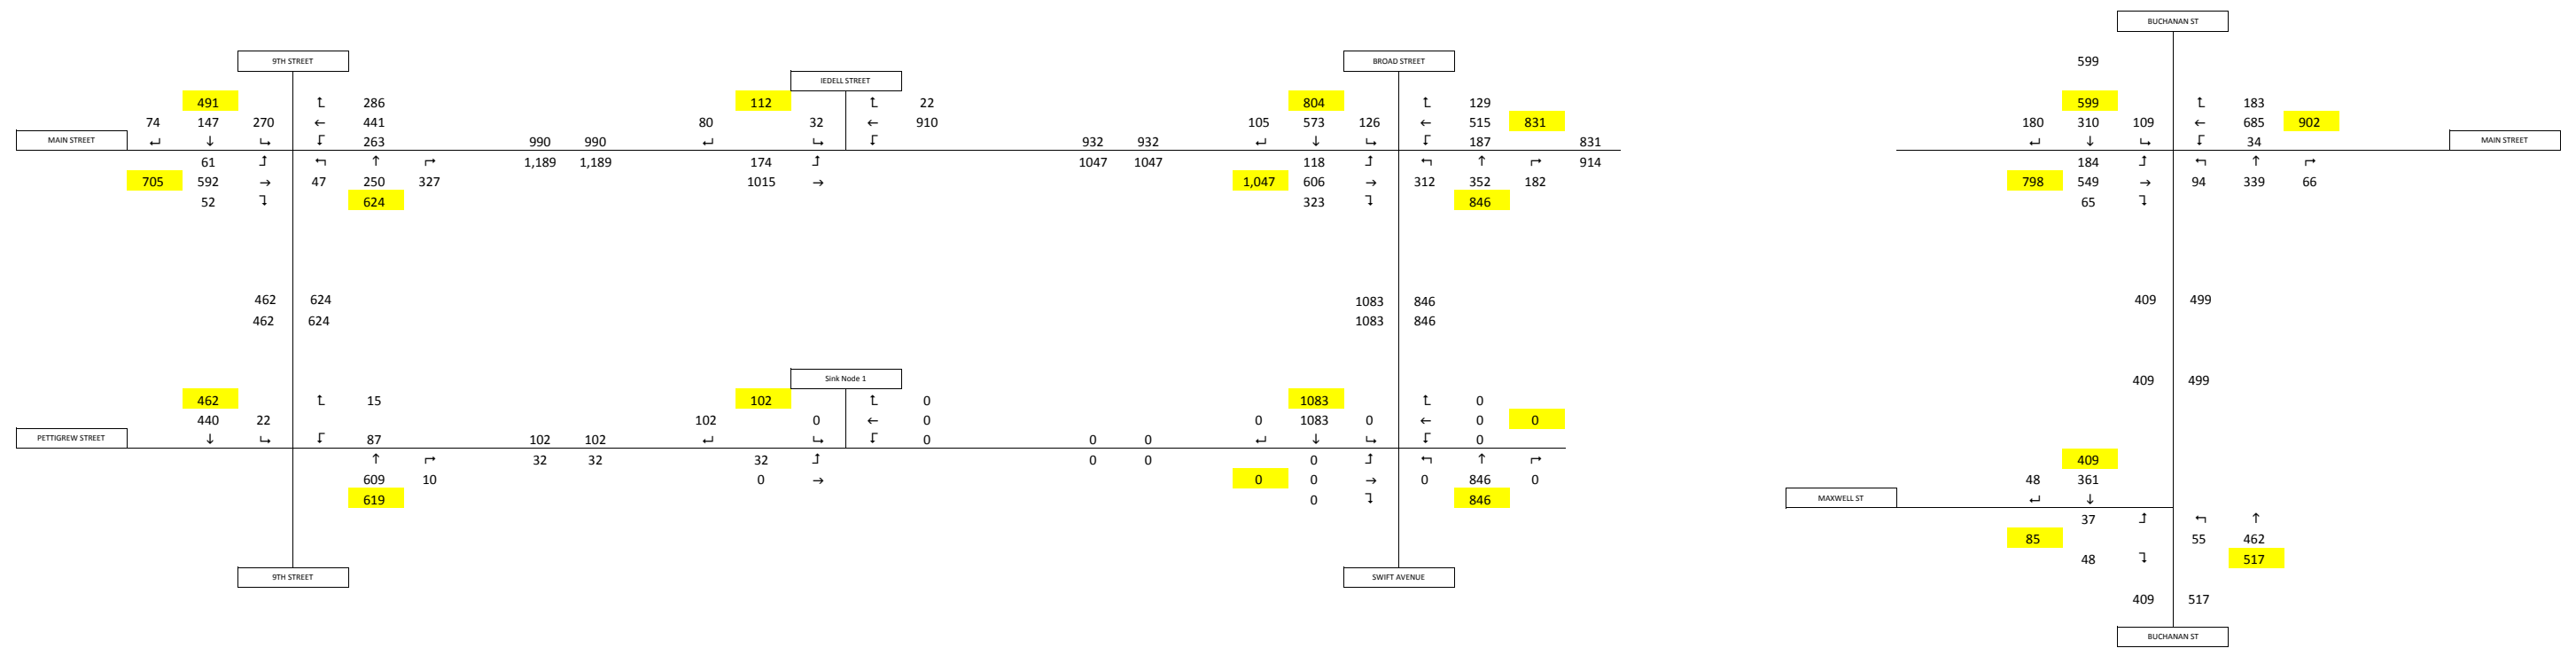 BUCHANAN ST
9TH STREET BROAD STREET
599
IEDELL STREET
491 ↑ 286 112 ↑ 22 804 ↑ 129 599 ↑ 183
74 147 270 ← 441 80 32 ← 910 105 573 126 ← 515 831 180 310 109 ← 685 902
MAIN STREET ↵ ↓ ↳ ↓ 263 990 990 ↵ ↳ ↓ 932 932 ↵ ↓ ↳ ↓ 187 831 ↵ ↓ ↳ ↓ 34 MAIN STREET
61 ↑ ↰ ↑ ↱ 1,189 1,189 174 ↑ 1047 1047 118 ↑ ↰ ↑ ↱ 914 184 ↑ ↰ ↑ ↱
705 592 → 47 250 327 1015 → 1,047 606 → 312 352 182 798 549 → 94 339 66
52 ↴ 624 323 ↴ 846 65 ↴
462 624 1083 846 409 499
462 624 1083 846
Sink Node 1 409 499
462 ↑ 15 102 ↑ 0 1083 ↑ 0
440 22 102 0 ← 0 0 1083 0 ← 0 0
PETTIGREW STREET ↓ ↳ ↓ 87 102 102 ↵ ↳ ↓ 0 0 0 ↵ ↓ ↳ ↓ 0
↑ ↱ 32 32 32 ↑ 0 0 0 ↑ ↰ ↑ ↱ 409
609 10 0 → 0 0 → 0 846 0 48 361
619 0 ↴ 846 MAXWELL ST ↵ ↓
37 ↑ ↰ ↑
85 55 462
48 ↴ 517
9TH STREET SWIFT AVENUE
409 517
BUCHANAN ST